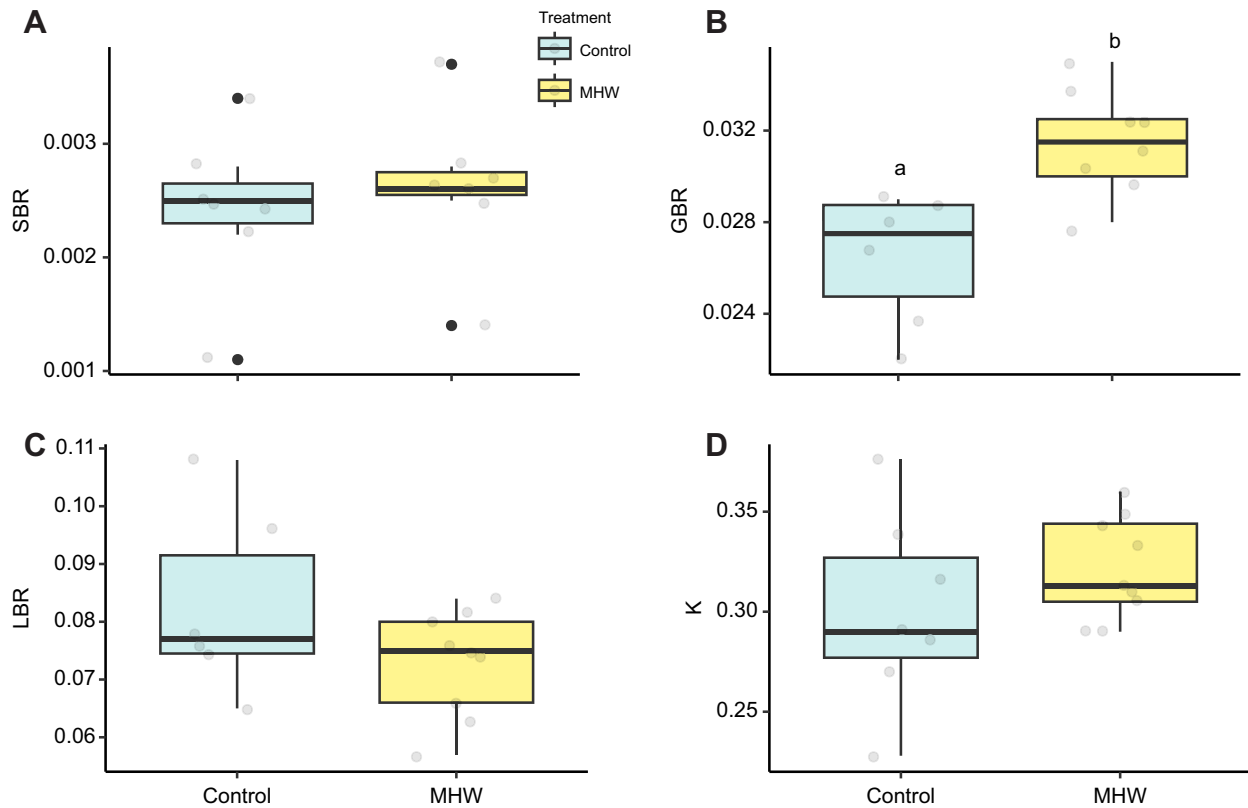 A
Treatment
Control
MHW
SBR
0.003
0.002
0.001
B
a
b
GBR
0.032
0.028
0.024
C
LBR
0.11
0.10
0.09
0.08
0.07
0.06
Control
MHW
D
K
0.35
0.30
0.25
Control
MHW